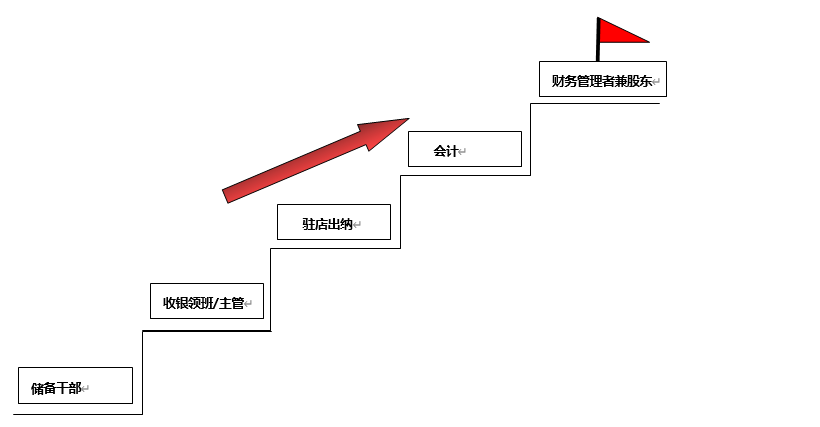 财务管理者兼股东
会计
驻店出纳
收银领班/主管
储备干部